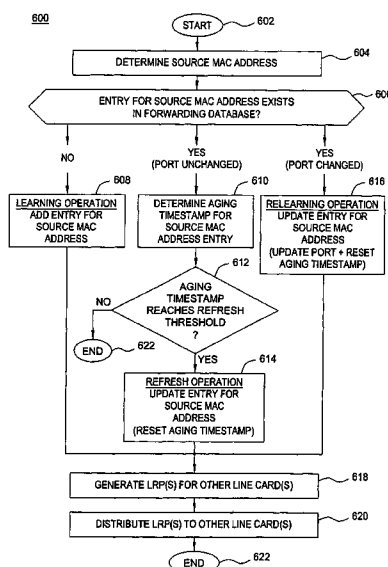 600
START
602
DETERMINE SOURCE MAC ADDRESS
604
ENTRY FOR SOURCE MAC ADDRESS EXISTS
IN FORWARDING DATABASE?
NO
YES
(PORT UNCHANGED)
YES
(PORT CHANGED)
608
LEARNING OPERATION
ADD ENTRY FOR
SOURCE MAC
ADDRESS
610
DETERMINE AGING
TIMESTAMP FOR
SOURCE MAC
ADDRESS ENTRY
616
RELEARNING OPERATION
UPDATE ENTRY FOR
SOURCE MAC
ADDRESS
(UPDATE PORT + RESET
AGING TIMESTAMP)
612
AGING
TIMESTAMP
REACHES REFRESH
THRESHOLD
?
NO
END
622
YES
614
REFRESH OPERATION
UPDATE ENTRY FOR
SOURCE MAC
ADDRESS
(RESET AGING TIMESTAMP)
GENERATE LRP(S) FOR OTHER LINE CARD(S)
618
DISTRIBUTE LRP(S) TO OTHER LINE CARD(S)
620
END
622